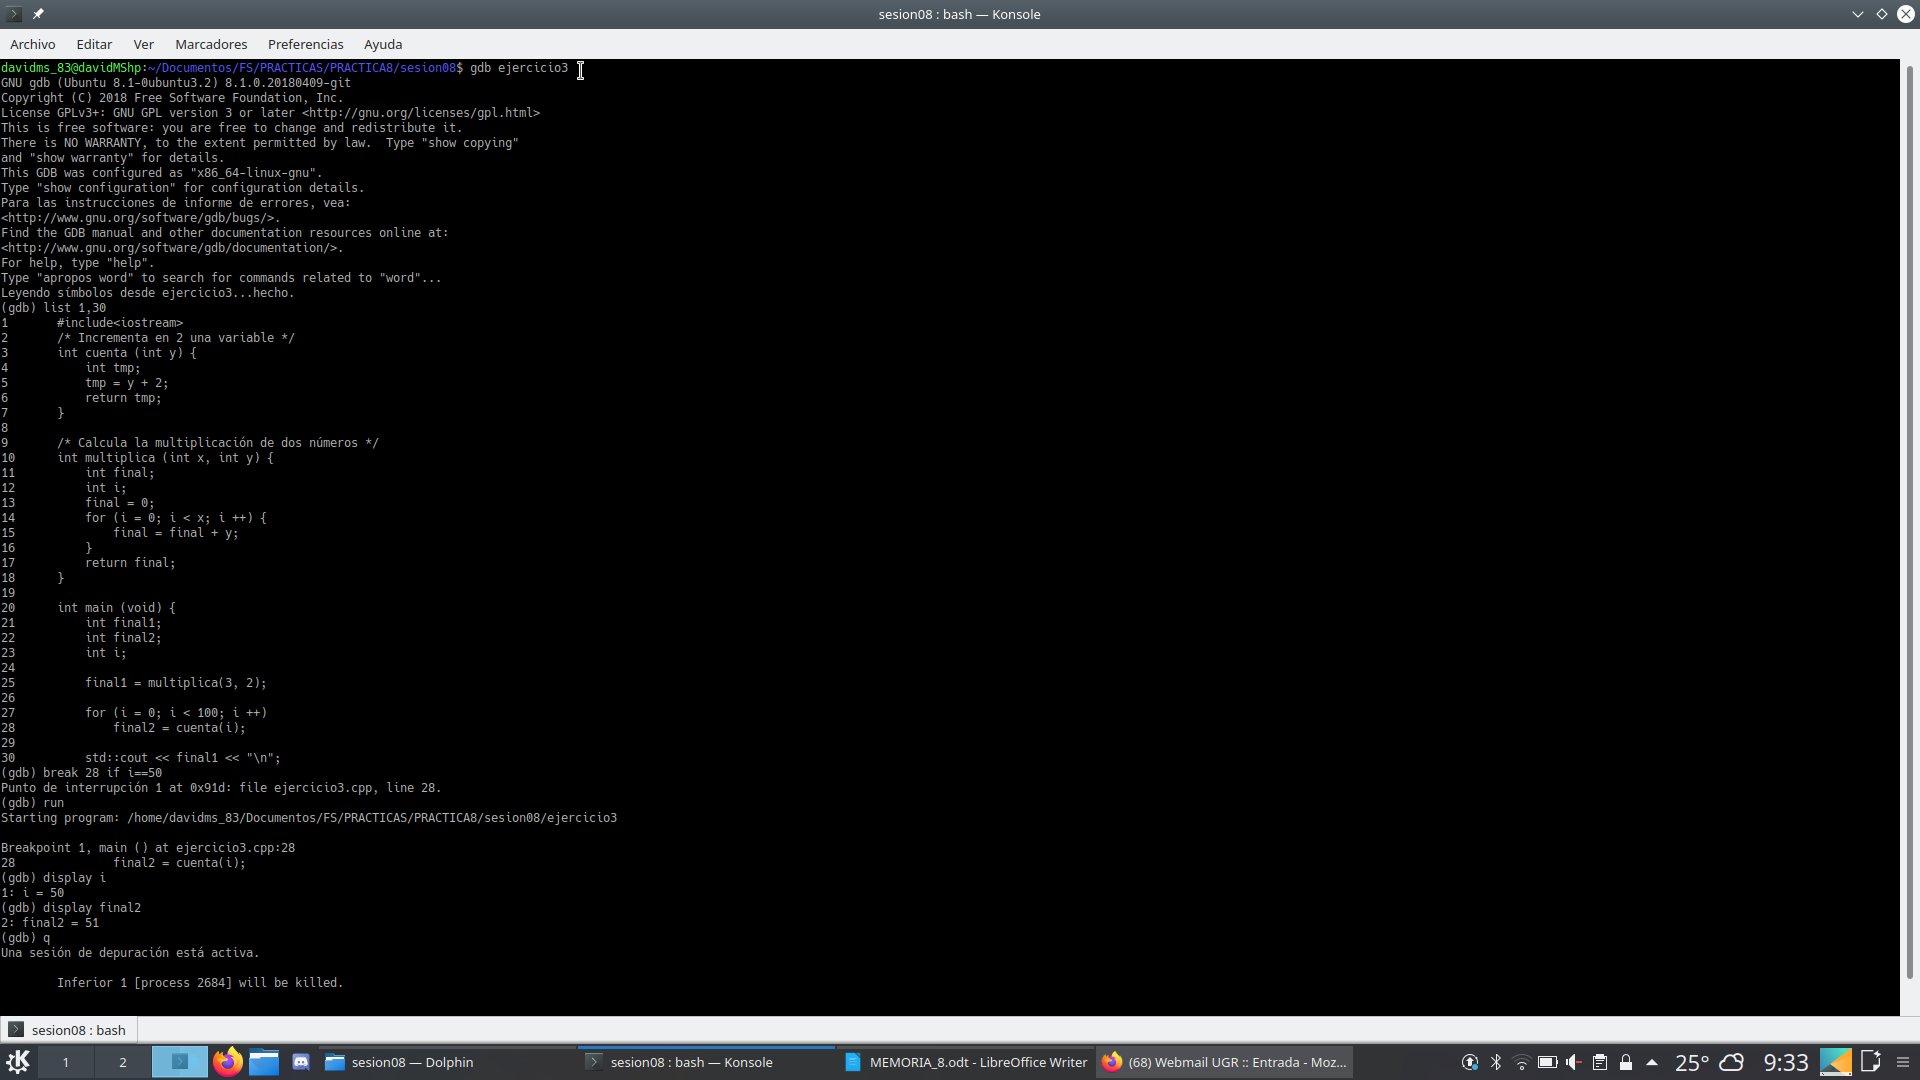 sesion08 : bash — Konsole
Archivo Editar Ver Marcadores Preferencias Ayuda
davidms_83@davidMShp:~/Documentos/FS/PRACTICAS/PRACTICA8/sesion08$ gdb ejercicio3
GNU gdb (Ubuntu 8.1-0ubuntu3.2) 8.1.0.20180409-git
Copyright (C) 2018 Free Software Foundation, Inc.
License GPLv3+: GNU GPL version 3 or later <http://gnu.org/licenses/gpl.html>
This is free software: you are free to change and redistribute it.
There is NO WARRANTY, to the extent permitted by law.  Type "show copying"
and "show warranty" for details.
This GDB was configured as "x86_64-linux-gnu".
Type "show configuration" for configuration details.
Para las instrucciones de informe de errores, vea:
<http://www.gnu.org/software/gdb/bugs/>.
Find the GDB manual and other documentation resources online at:
<http://www.gnu.org/software/gdb/documentation/>.
For help, type "help".
Type "apropos word" to search for commands related to "word"...
Leyendo símbolos desde ejercicio3...hecho.
(gdb) list 1,30
1       #include<iostream>
2       /* Incrementa en 2 una variable */
3       int cuenta (int y) {
4           int tmp;
5           tmp = y + 2;
6           return tmp;
7       }
8
9       /* Calcula la multiplicación de dos números */
10      int multiplica (int x, int y) {
11          int final;
12          int i;
13          final = 0;
14          for (i = 0; i < x; i ++) {
15              final = final + y;
16          }
17          return final;
18      }
19
20      int main (void) {
21          int final1;
22          int final2;
23          int i;
24
25          final1 = multiplica(3, 2);
26
27          for (i = 0; i < 100; i ++)
28              final2 = cuenta(i);
29
30          std::cout << final1 << "\n";
(gdb) break 28 if i==50
Punto de interrupción 1 at 0x91d: file ejercicio3.cpp, line 28.
(gdb) run
Starting program: /home/davidms_83/Documentos/FS/PRACTICAS/PRACTICA8/sesion08/ejercicio3
Breakpoint 1, main () at ejercicio3.cpp:28
28              final2 = cuenta(i);
(gdb) display i
1: i = 50
(gdb) display final2
2: final2 = 51
(gdb) q
Una sesión de depuración está activa.
        Inferior 1 [process 2684] will be killed.
sesion08 : bash
1 2 sesion08 — Dolphin sesion08 : bash — Konsole MEMORIA_8.odt - LibreOffice Writer (68) Webmail UGR :: Entrada - Moz... 25° 9:33